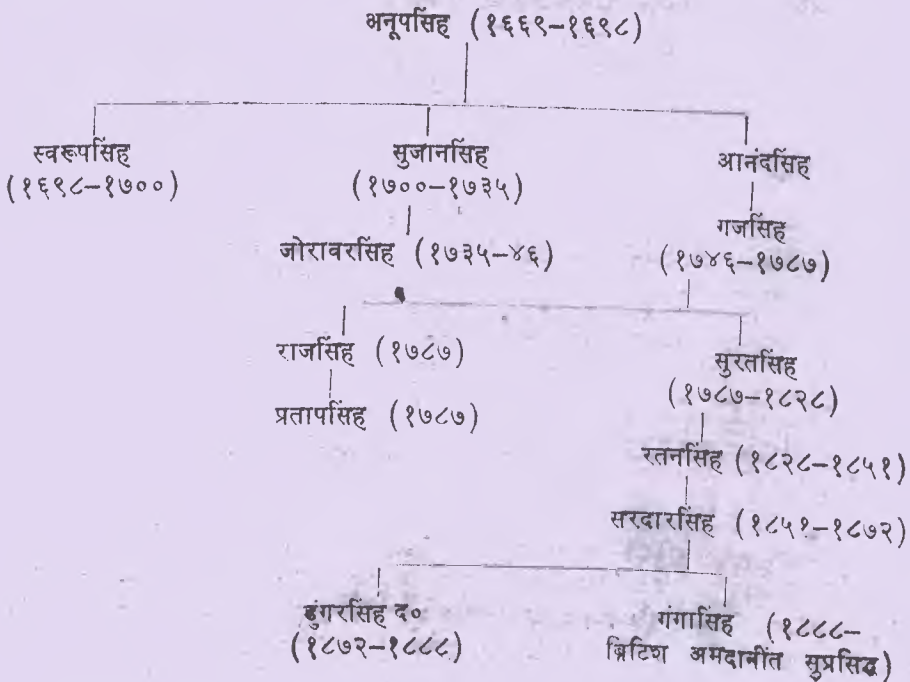 अनूपसिंह (१६६९–१६९८)
स्वरूपसिंह
(१६९८–१७००)
सुजानसिंह
(१७००–१७३५)
जोरावरसिंह (१७३५–४६)
आनंदसिंह
गजसिंह
(१७४६–१७८७)
राजसिंह (१७८७)
प्रतापसिंह (१७८७)
सुरतसिंह
(१७८७–१८२८)
रतनसिंह (१८२८–१८५१)
सरदारसिंह (१८५१–१८७२)
डुंगरसिंह द०
(१८७२–१८८८)
गंगासिंह (१८८८–
ब्रिटिश अमदानींत सुप्रसिद्ध)